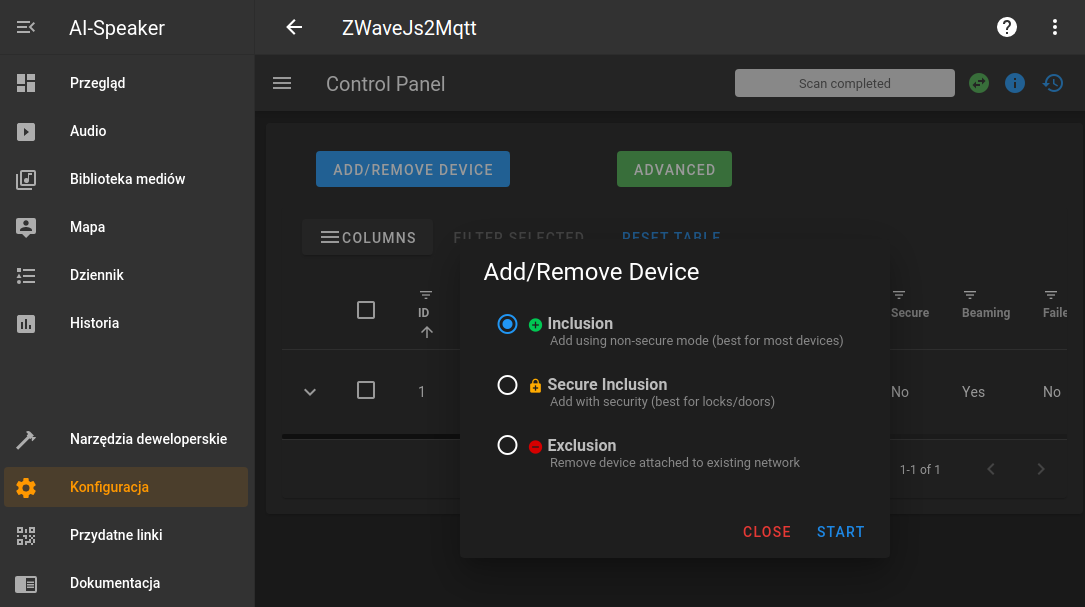 AI-Speaker
ZWaveJs2Mqtt
Przegląd
Audio
Biblioteka mediów
Mapa
Dziennik
Historia
Narzędzia deweloperskie
Konfiguracja
Przydatne linki
Dokumentacja
Control Panel
Scan completed
ADD/REMOVE DEVICE
ADVANCED
COLUMNS
FILTER SELECTED
RESET TABLE
ID
Secure
Beaming
Faile
1
No
Yes
No
1-1 of 1
Add/Remove Device
Inclusion
Add using non-secure mode (best for most devices)
Secure Inclusion
Add with security (best for locks/doors)
Exclusion
Remove device attached to existing network
CLOSE
START